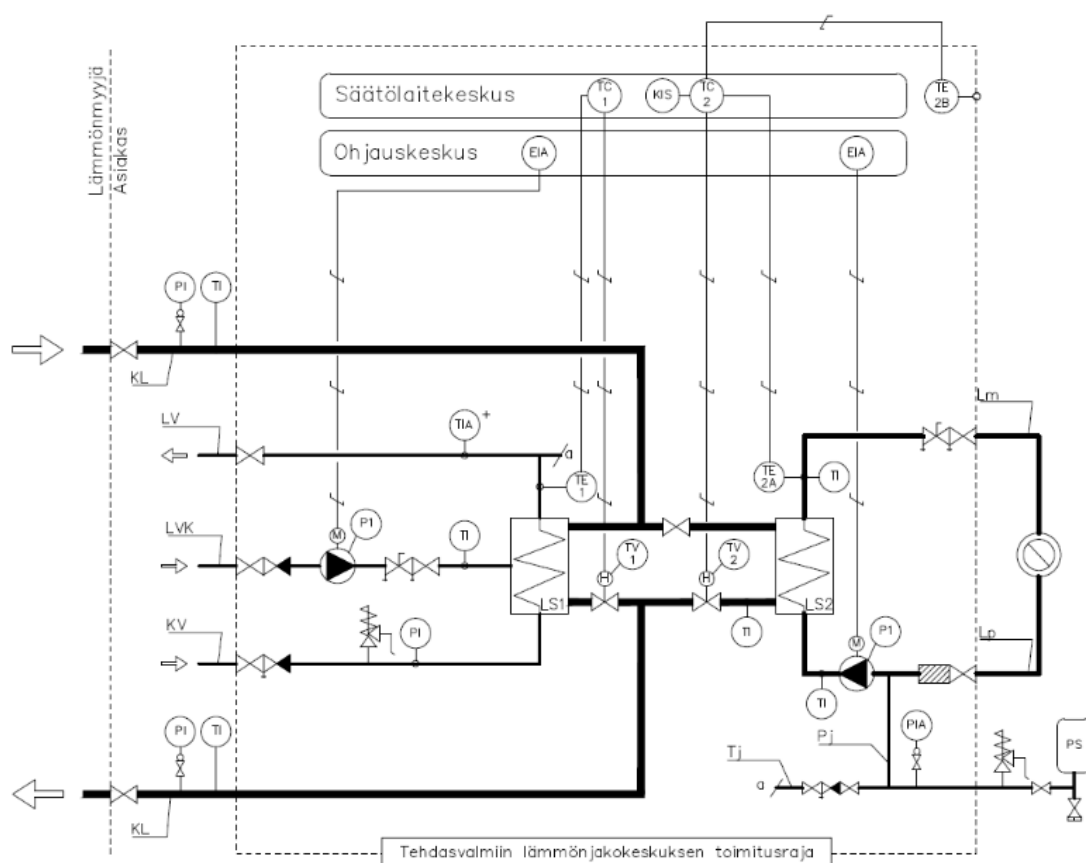 Lämmönmyyjä
Asiakas
Säätölaitekeskus
TC 1
KIS
TC 2
TE 2B
Ohjauskeskus
EIA
EIA
PI
TI
KL
LV
TIA +
a
TE 1
TE 2A
TI
Lm
LVK
M
P1
TI
TV 1
TV 2
H
H
LS1
LS2
KV
PI
TI
M
P1
Lp
TI
PI
TI
KL
Tj
a
Pj
PIA
PS
Tehdasvalmiin lämmönjakokeskuksen toimitusraja